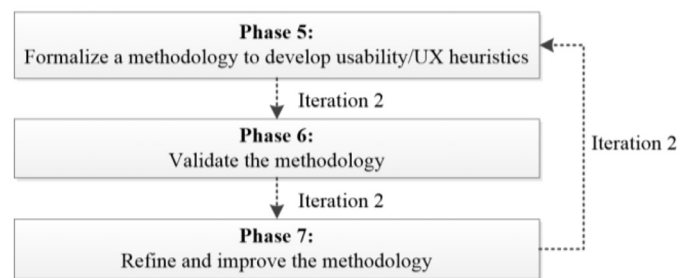 Phase 5:
Formalize a methodology to develop usability/UX heuristics
Iteration 2
Phase 6:
Validate the methodology
Iteration 2
Iteration 2
Phase 7:
Refine and improve the methodology